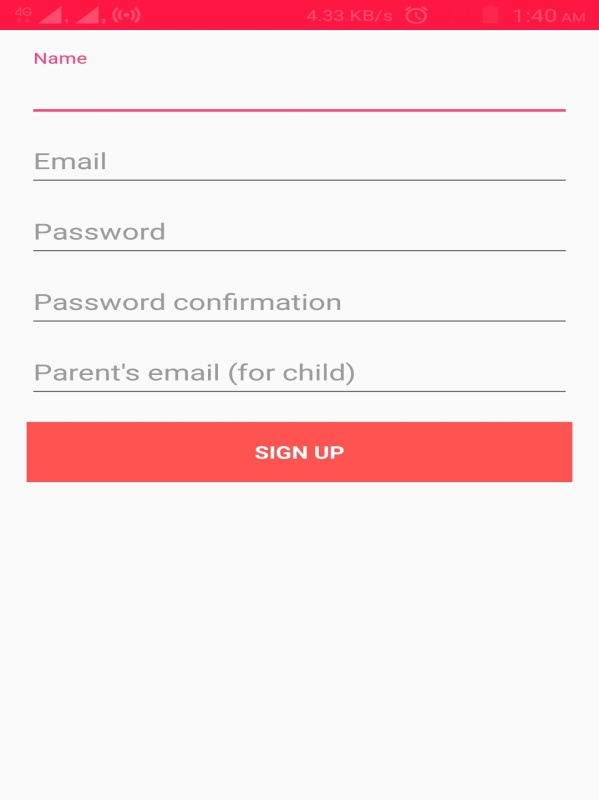 4G 4.33 KB/s 1:40 AM
Name
Email
Password
Password confirmation
Parent's email (for child)
SIGN UP